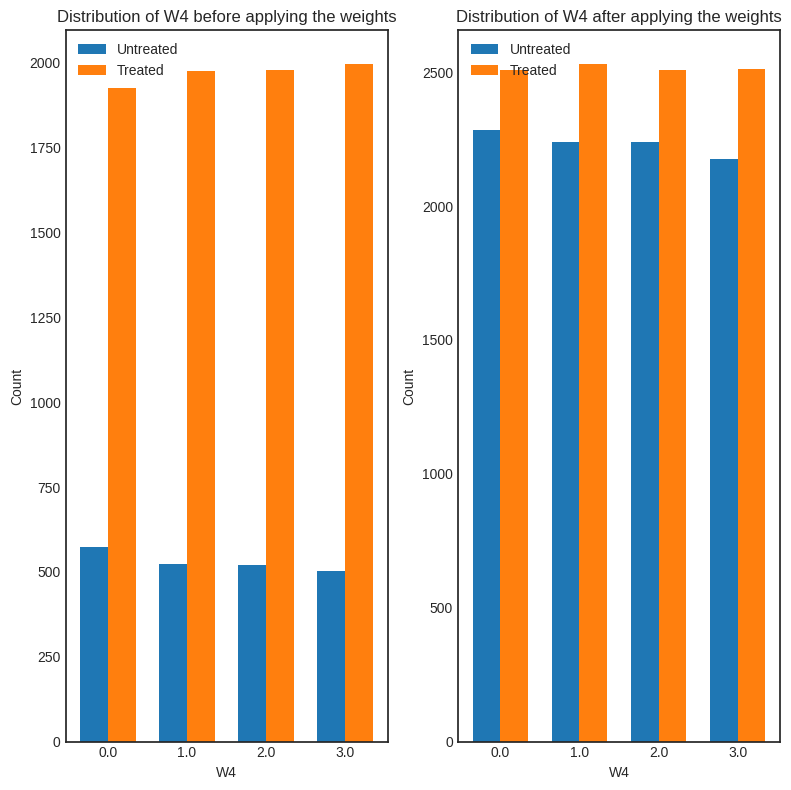 Distribution of W4 before applying the weights
Untreated
Treated
2000
1750
1500
1250
1000
750
500
250
0
Count
0.0 1.0 2.0 3.0
W4
Distribution of W4 after applying the weights
Untreated
Treated
2500
2000
1500
1000
500
0
Count
0.0 1.0 2.0 3.0
W4